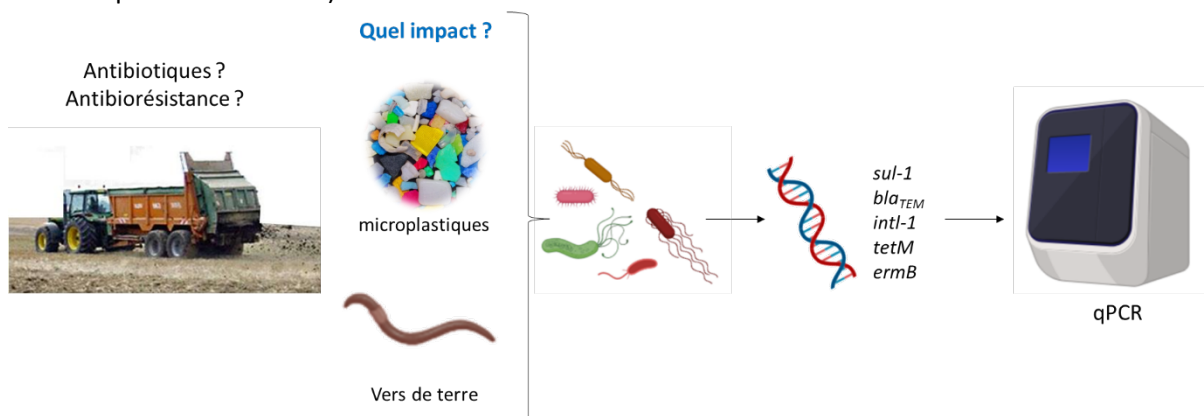 Quel impact ?
Antibiotiques ?
Antibiorésistance ?
microplastiques
Vers de terre
sul-1
blaTEM
intl-1
tetM
ermB
qPCR